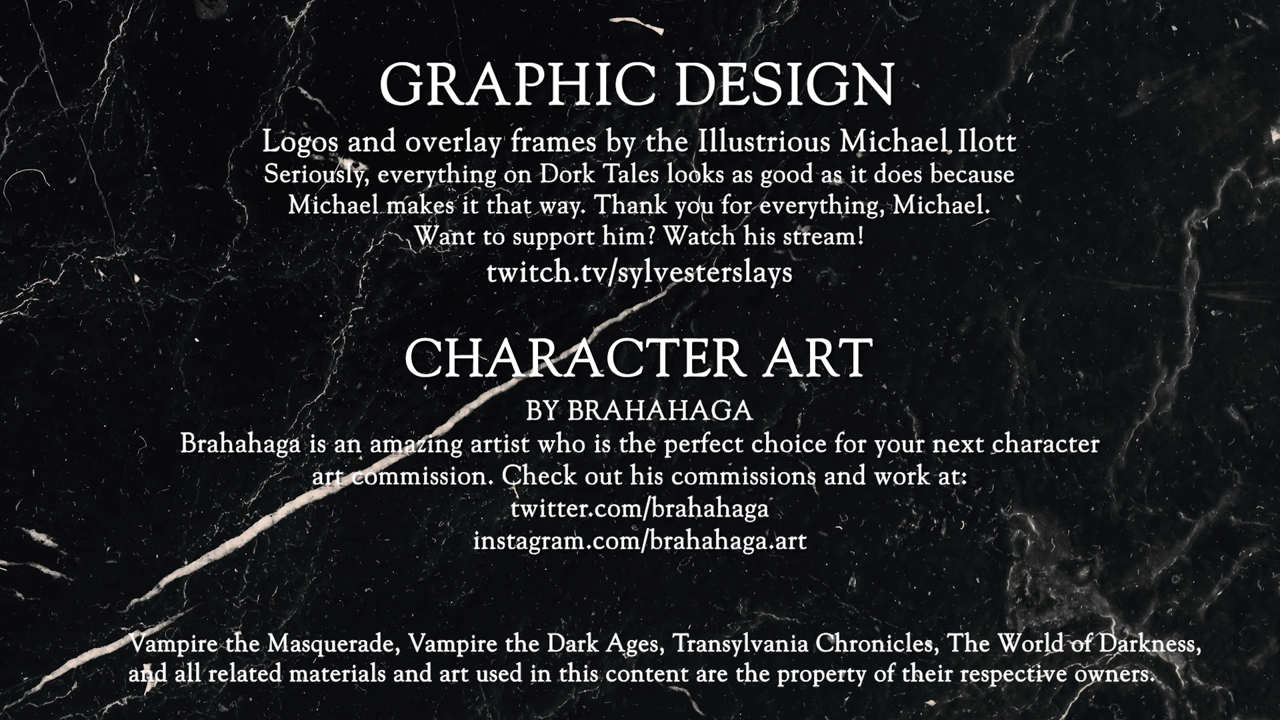 GRAPHIC DESIGN
Logos and overlay frames by the Illustrious Michael Ilott
Seriously, everything on Dork Tales looks as good as it does because
Michael makes it that way. Thank you for everything, Michael.
Want to support him? Watch his stream!
twitch.tv/sylvesterslays
CHARACTER ART
BY BRAHAHAGA
Brahahaga is an amazing artist who is the perfect choice for your next character
art commission. Check out his commissions and work at:
twitter.com/brahahaga
instagram.com/brahahaga.art
Vampire the Masquerade, Vampire the Dark Ages, Transylvania Chronicles, The World of Darkness,
and all related materials and art used in this content are the property of their respective owners.